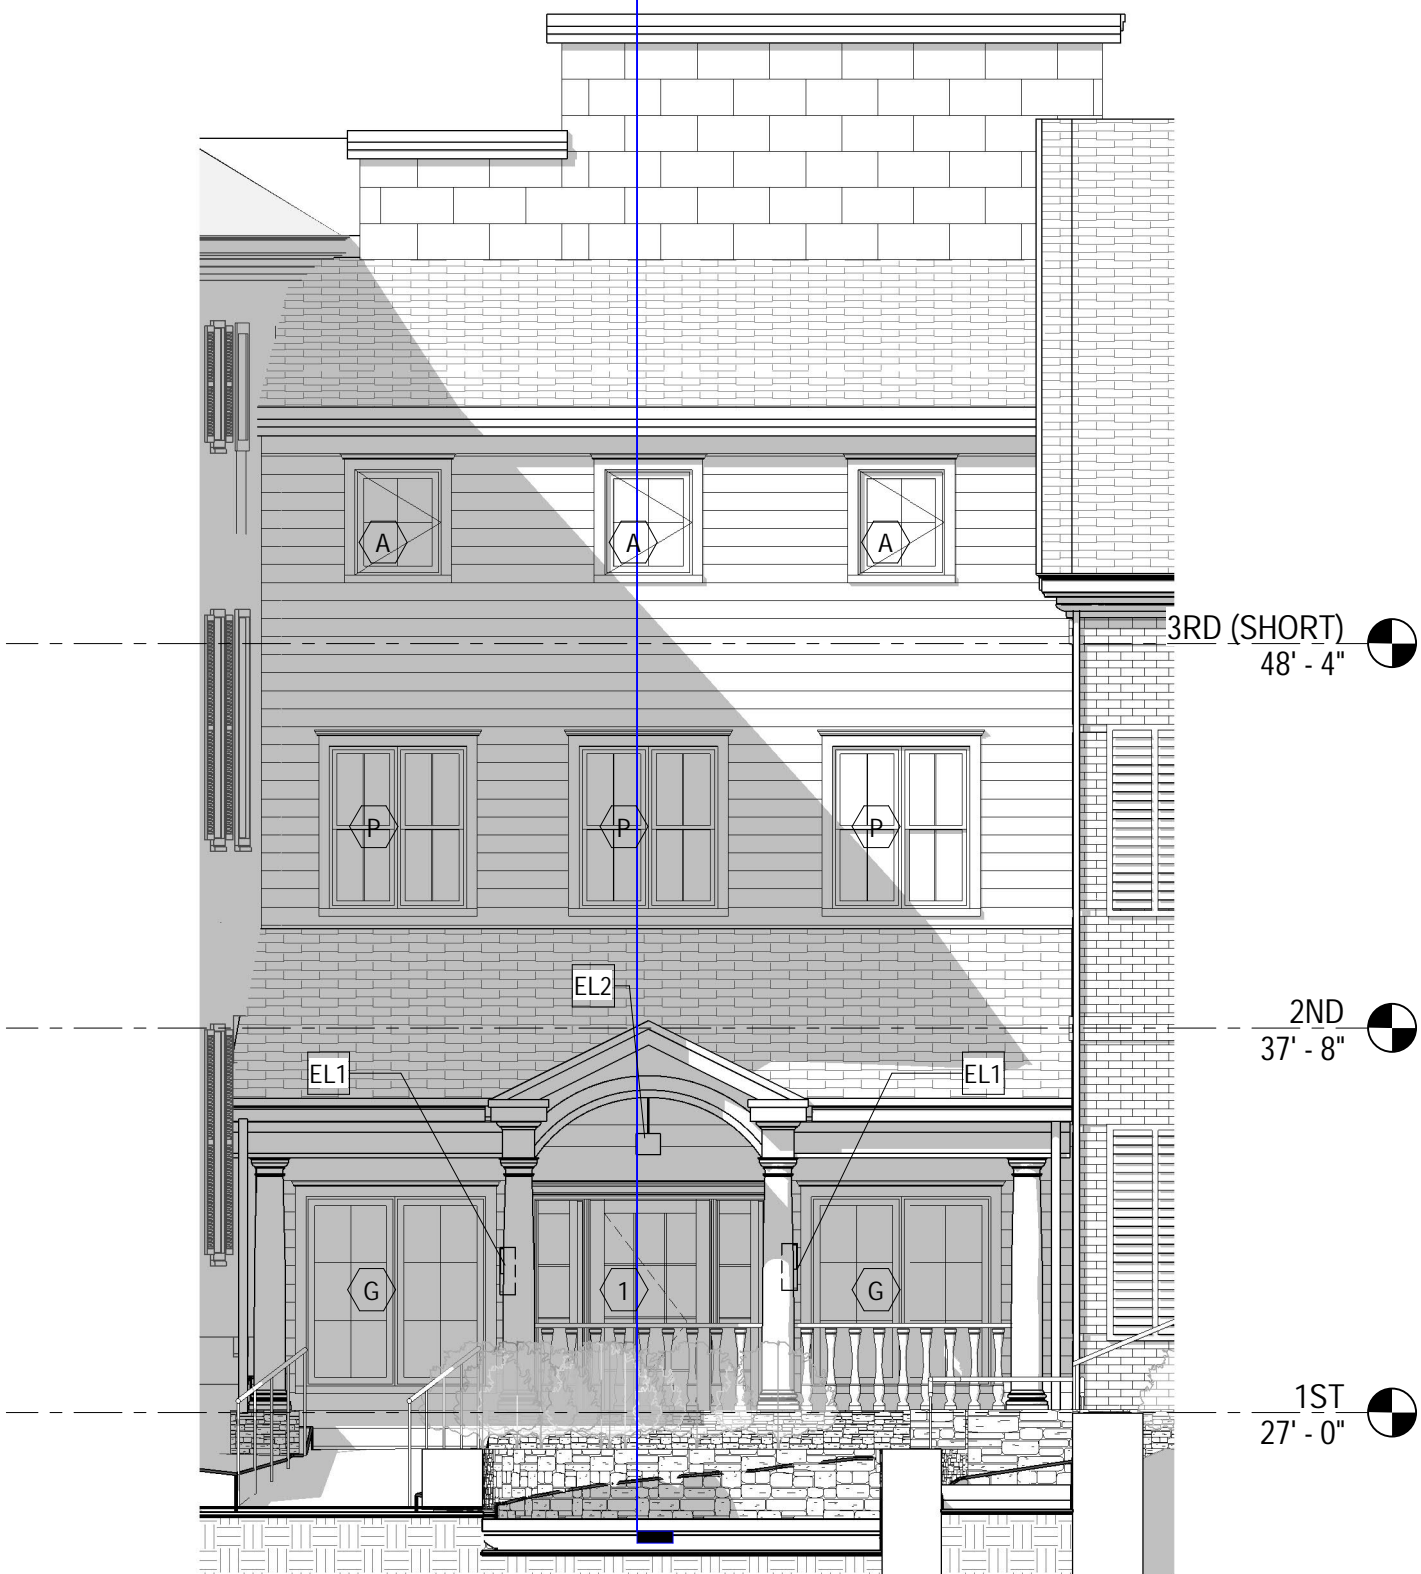 A
A
A
3RD (SHORT)
48' - 4"
P
P
P
EL2
2ND
37' - 8"
EL1
EL1
G
1
G
1ST
27' - 0"